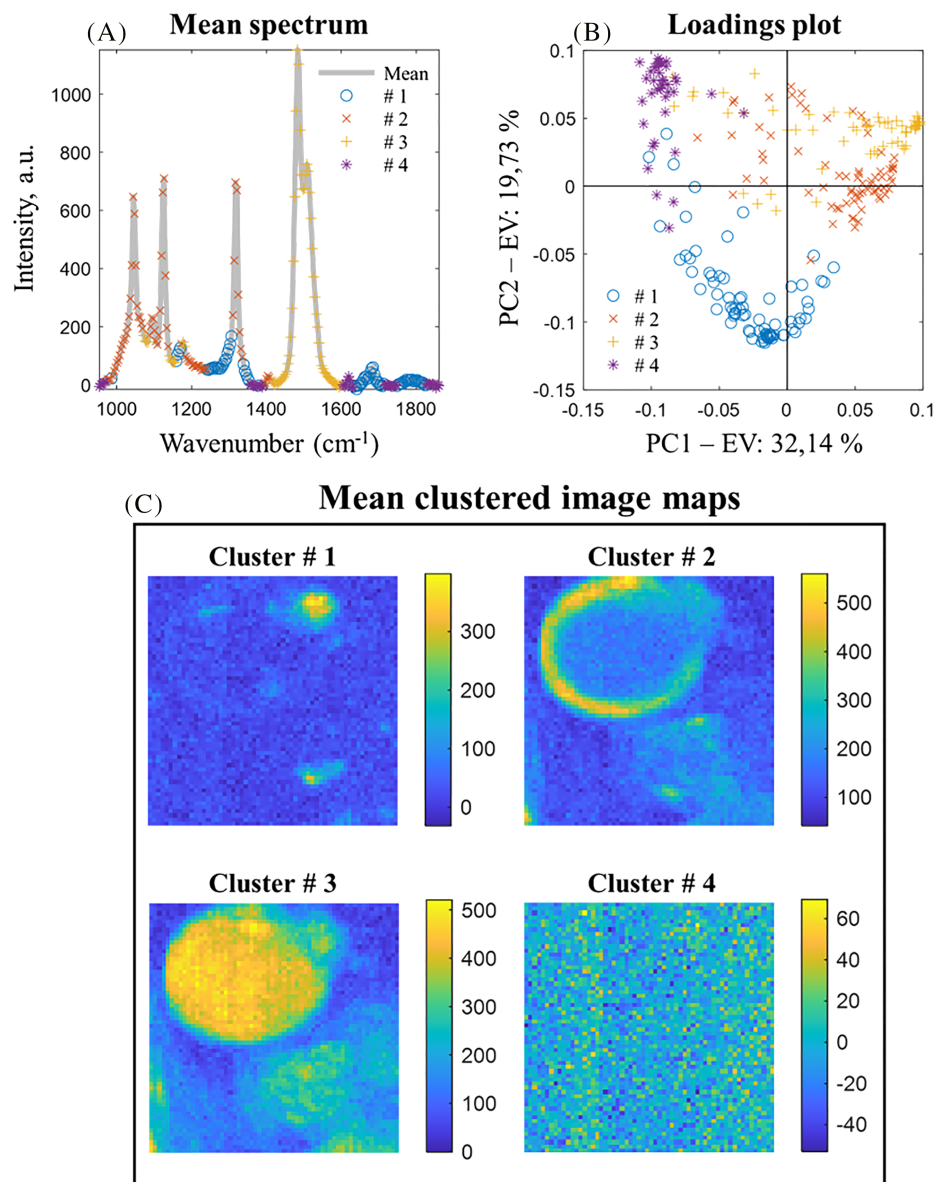 (A) Mean spectrum
1000
800
600
400
200
0
1000 1200 1400 1600 1800
Intensity, a.u.
Wavenumber (cm-1)
Mean
# 1
# 2
# 3
# 4
(B) Loadings plot
0.1
0.05
0
-0.05
-0.1
-0.15
-0.15 -0.1 -0.05 0 0.05 0.1
PC2 – EV: 19,73 %
PC1 – EV: 32,14 %
# 1
# 2
# 3
# 4
(C) Mean clustered image maps
Cluster # 1
300
200
100
0
Cluster # 2
500
400
300
200
100
Cluster # 3
500
400
300
200
100
0
Cluster # 4
60
40
20
0
-20
-40